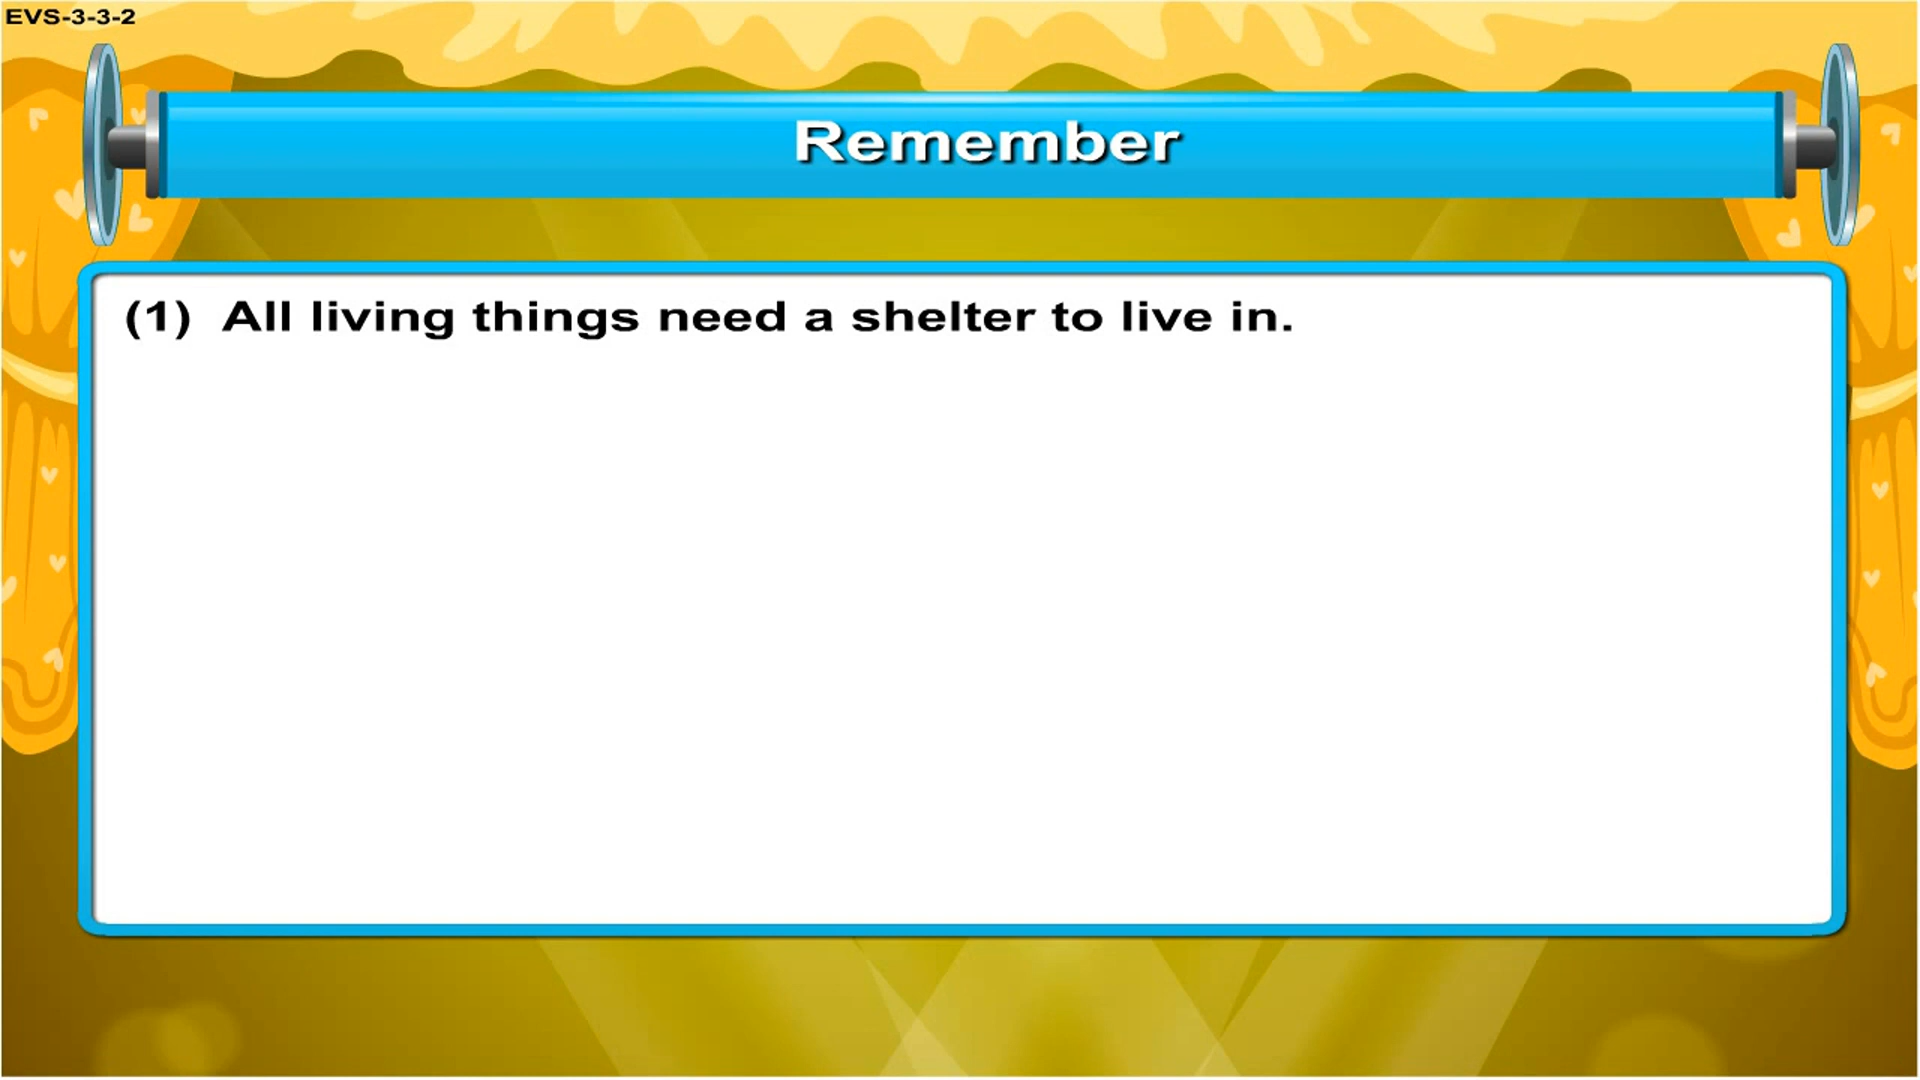 EVS-3-3-2
Remember
(1) All living things need a shelter to live in.